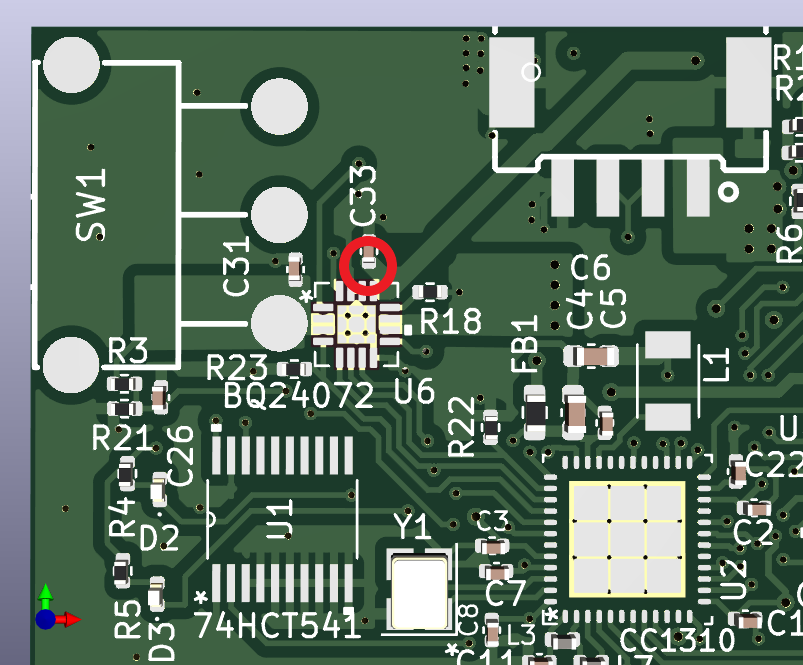 R1
R2
SW1
C33
C31
R6
C6
C4
C5
R18
FB1
R3
L1
R23
BQ24072
U6
R22
R21
C26
U
C22
R4
U1
D2
Y1
C3
C2
U2
C7
R5
D3
*
74HCT541
C8
L3
*
CC1310
C1
*
C11
L7
*